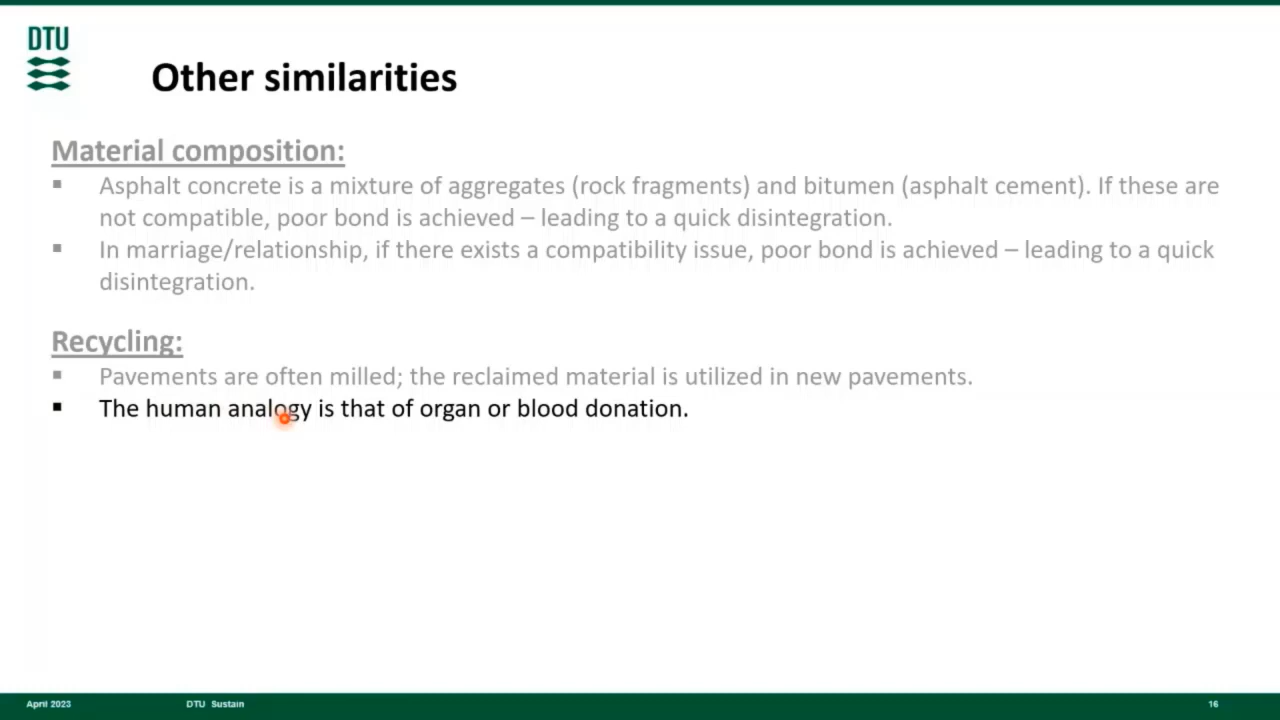 DTU
Other similarities
Material composition:
▪ Asphalt concrete is a mixture of aggregates (rock fragments) and bitumen (asphalt cement). If these are
not compatible, poor bond is achieved – leading to a quick disintegration.
▪ In marriage/relationship, if there exists a compatibility issue, poor bond is achieved – leading to a quick
disintegration.
Recycling:
▪ Pavements are often milled; the reclaimed material is utilized in new pavements.
▪ The human analogy is that of organ or blood donation.
April 2023 DTU Sustain 16